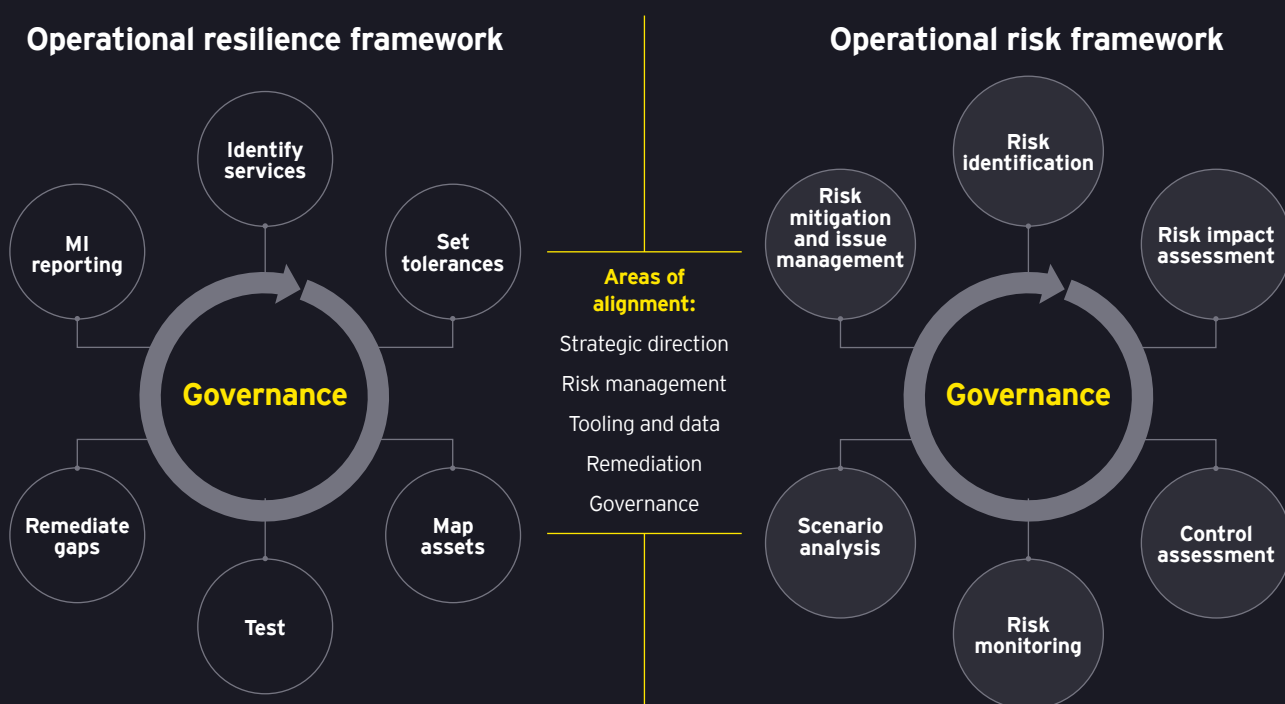 Operational resilience framework
Identify
services
Set
tolerances
Map
assets
Test
Remediate
gaps
MI
reporting
Governance
Areas of
alignment:
Strategic direction
Risk management
Tooling and data
Remediation
Governance
Operational risk framework
Risk
identification
Risk impact
assessment
Control
assessment
Risk
monitoring
Scenario
analysis
Risk
mitigation
and issue
management
Governance